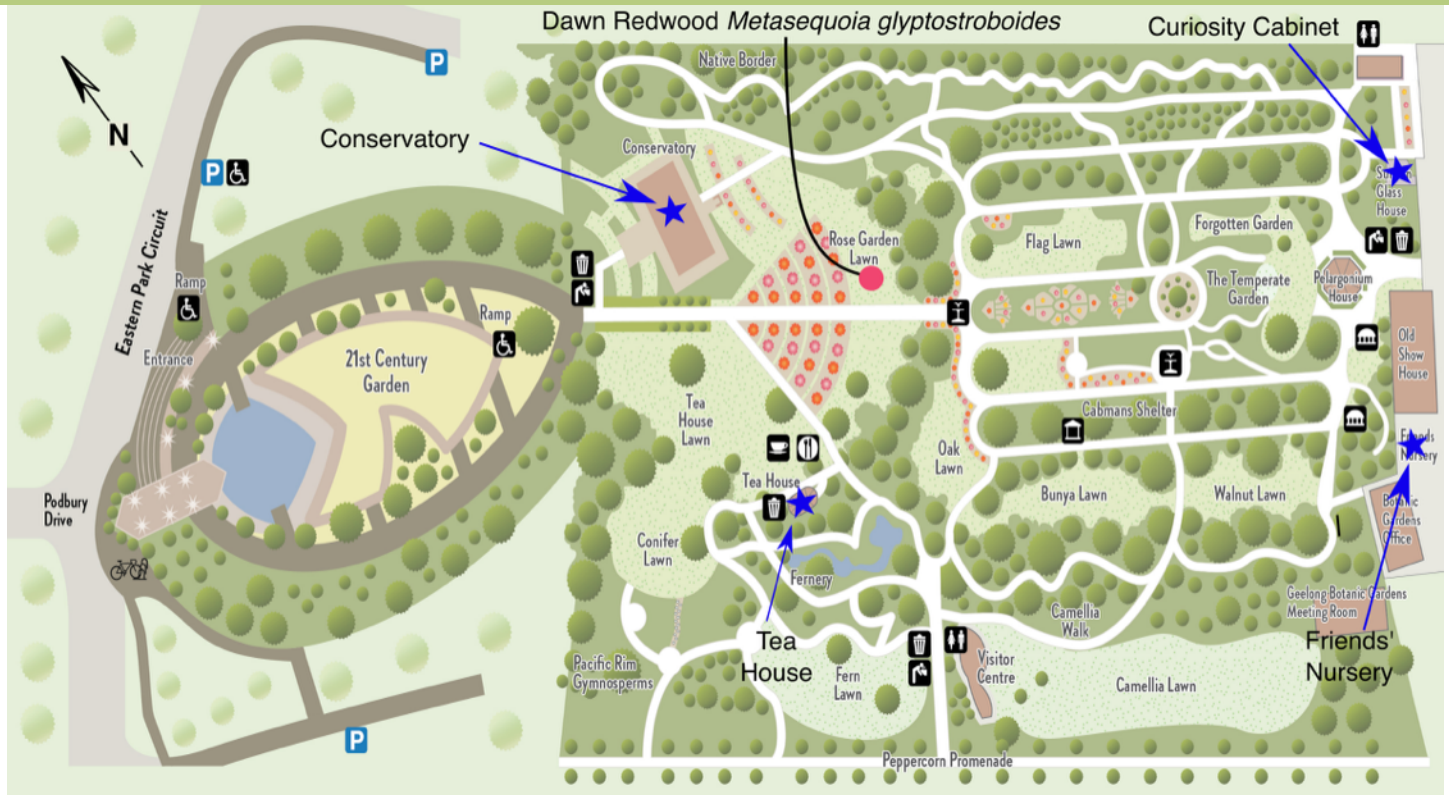 Dawn Redwood Metasequoia glyptostroboides
Curiosity Cabinet
Native Border
P
N
Conservatory
Conservatory
P
Glass
House
Rose Garden
Lawn
Flag Lawn
Forgotten Garden
Eastern Park Circuit
Ramp
The Temperate
Garden
Pelargonium
House
Ramp
Entrance
21st Century
Garden
Old
Show
House
Tea
House
Lawn
Cabmans Shelter
Oak
Lawn
Nursery
Tea House
Bunya Lawn
Walnut Lawn
Podbury
Drive
Botanic
Gardens
Office
Conifer
Lawn
Fernery
Geelong Botanic Gardens
Meeting Room
Camellia
Walk
Tea
House
Friends'
Nursery
Pacific Rim
Gymnosperms
Fern
Lawn
Visitor
Centre
Camellia Lawn
P
Peppercorn Promenade